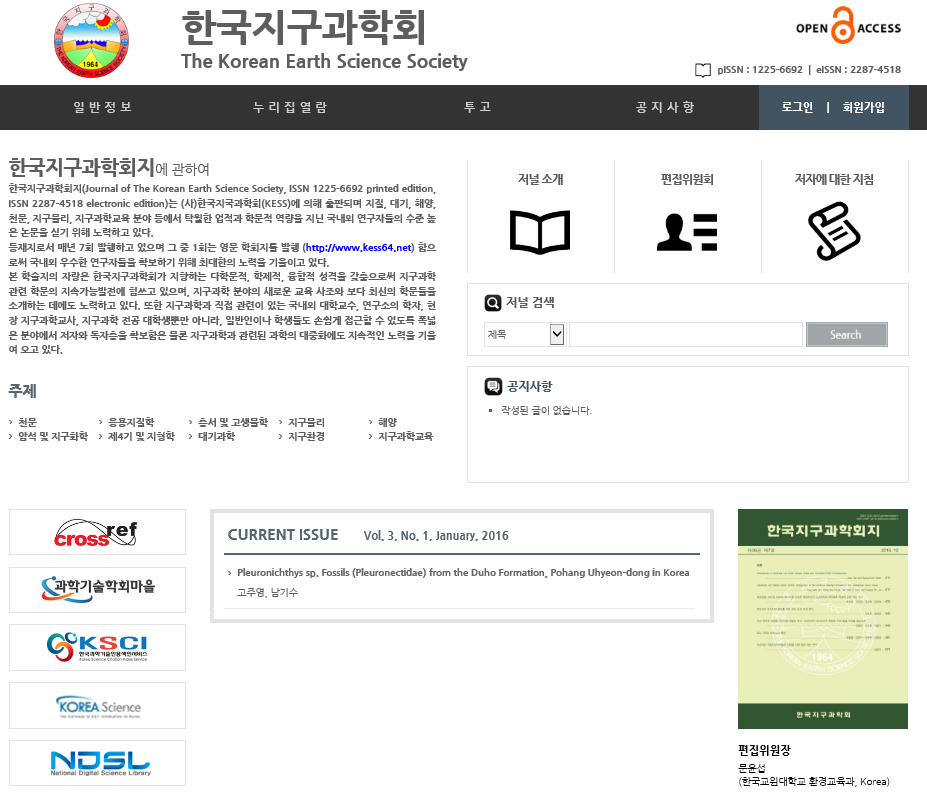 한국지구과학회
The Korean Earth Science Society
1964
OPEN ACCESS
pISSN : 1225-6692 | eISSN : 2287-4518
일반정보
누리집열람
투고
공지사항
로그인 | 회원가입
한국지구과학회지에 관하여
한국지구과학회지(Journal of The Korean Earth Science Society, ISSN 1225-6692 printed edition,
ISSN 2287-4518 electronic edition)는 (사)한국지구과학회(KESS)에 의해 출판되며 지질, 대기, 해양,
천문, 지구물리, 지구과학교육 분야 등에서 탁월한 업적과 학문적 역량을 지닌 국내외 연구자들의 수준 높
은 논문을 싣기 위해 노력하고 있다.
등재지로서 매년 7회 발행하고 있으며 그 중 1회는 영문 학회지를 발행 (http://www.kess64.net) 함으
로써 국내외 우수한 연구자들을 확보하기 위해 최대한의 노력을 기울이고 있다.
본 학술지의 자랑은 한국지구과학회가 지향하는 다학문적, 학제적, 융합적 성격을 갖춤으로써 지구과학
관련 학문의 지속가능발전에 힘쓰고 있으며, 지구과학 분야의 새로운 교육 사조와 보다 최신의 학문들을
소개하는 데에도 노력하고 있다. 또한 지구과학과 직접 관련이 있는 국내외 대학교수, 연구소의 학자, 현
장 지구과학교사, 지구과학 전공 대학생뿐만 아니라, 일반인이나 학생들도 손쉽게 접근할 수 있도록 폭넓
은 분야에서 저자와 독자층을 확보함은 물론 지구과학과 관련된 과학의 대중화에도 지속적인 노력을 기울
여 오고 있다.
저널 소개
편집위원회
저자에 대한 지침
저널 검색
제목
Search
공지사항
작성된 글이 없습니다.
주제
› 천문 › 응용지질학 › 층서 및 고생물학 › 지구물리 › 해양
› 암석 및 지구화학 › 제4기 및 지형학 › 대기과학 › 지구환경 › 지구과학교육
crossref
과학기술학회마을
KSCI
한국과학기술인용색인서비스
Korea Science Citation Index Service
KOREA Science
NDSL
National Digital Science Library
CURRENT ISSUE Vol. 3, No. 1, January, 2016
› Pleuronichthys sp. Fossils (Pleuronectidae) from the Duho Formation, Pohang Uhyeon-dong in Korea
고주영, 남기수
한국지구과학회지
1964
한국지구과학회
편집위원장
문윤섭
(한국교원대학교 환경교육과, Korea)